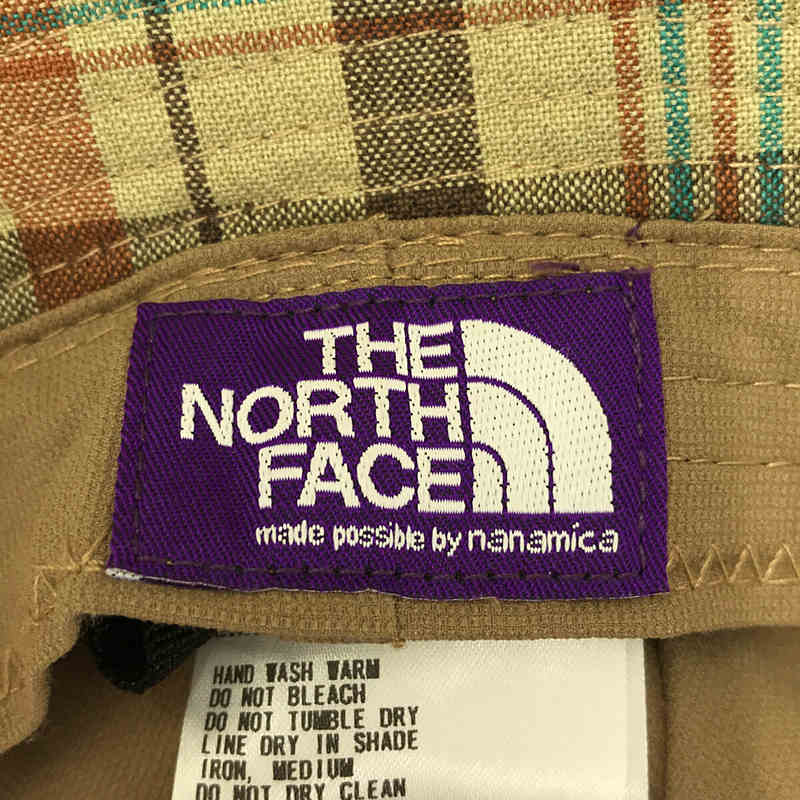 THE
NORTH
FACE
made possible by nanamica
HAND WASH WARM
DO NOT BLEACH
DO NOT TUMBLE DRY
LINE DRY IN SHADE
IRON, MEDIUM
DO NOT DRY CLEAN